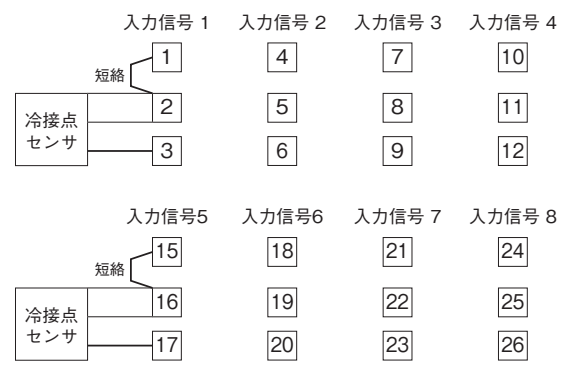 入力信号 1 入力信号 2 入力信号 3 入力信号 4
1 4 7 10
短絡
2 5 8 11
冷接点
センサ
3 6 9 12
入力信号5 入力信号6 入力信号 7 入力信号 8
15 18 21 24
短絡
16 19 22 25
冷接点
センサ
17 20 23 26